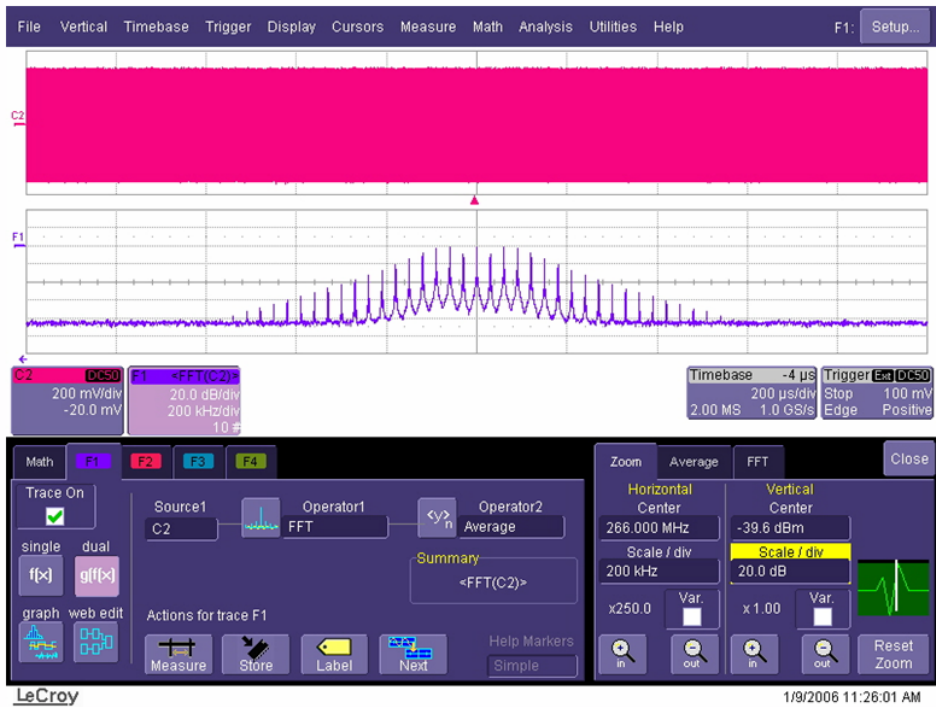 File Vertical Timebase Trigger Display Cursors Measure Math Analysis Utilities Help F1: Setup...
C2
F1
C2 DC50
200 mV/div
-20.0 mV
F1 <FFT(C2)>
20.0 dB/div
200 kHz/div
10 #
Timebase -4 µs
200 µs/div
2.00 MS 1.0 GS/s
Trigger Ext DC50
Stop 100 mV
Edge Positive
Math F1 F2 F3 F4
Trace On
single dual
f(x) g(f(x))
graph web edit
Source1
C2
Operator1
FFT
<y>n
Operator2
Average
Summary
<FFT(C2)>
Actions for trace F1
Measure Store Label Next
Help Markers
Simple
Zoom Average FFT Close
Horizontal
Center
266.000 MHz
Scale / div
200 kHz
x250.0 Var.
in out
Vertical
Center
-39.6 dBm
Scale / div
20.0 dB
x1.00 Var.
in out
Reset
Zoom
LeCroy 1/9/2006 11:26:01 AM